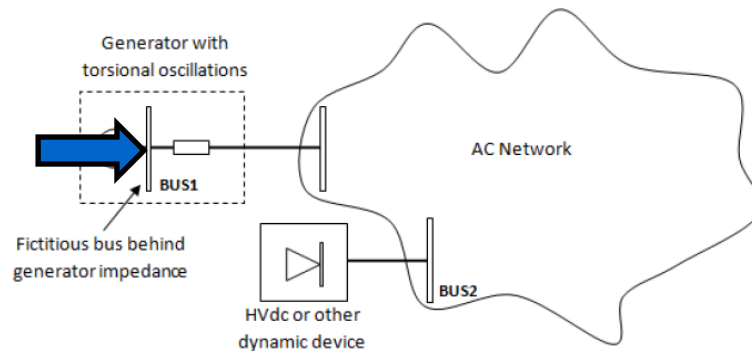 Generator with
torsional oscillations
AC Network
BUS1
Fictitious bus behind
generator impedance
BUS2
HVdc or other
dynamic device